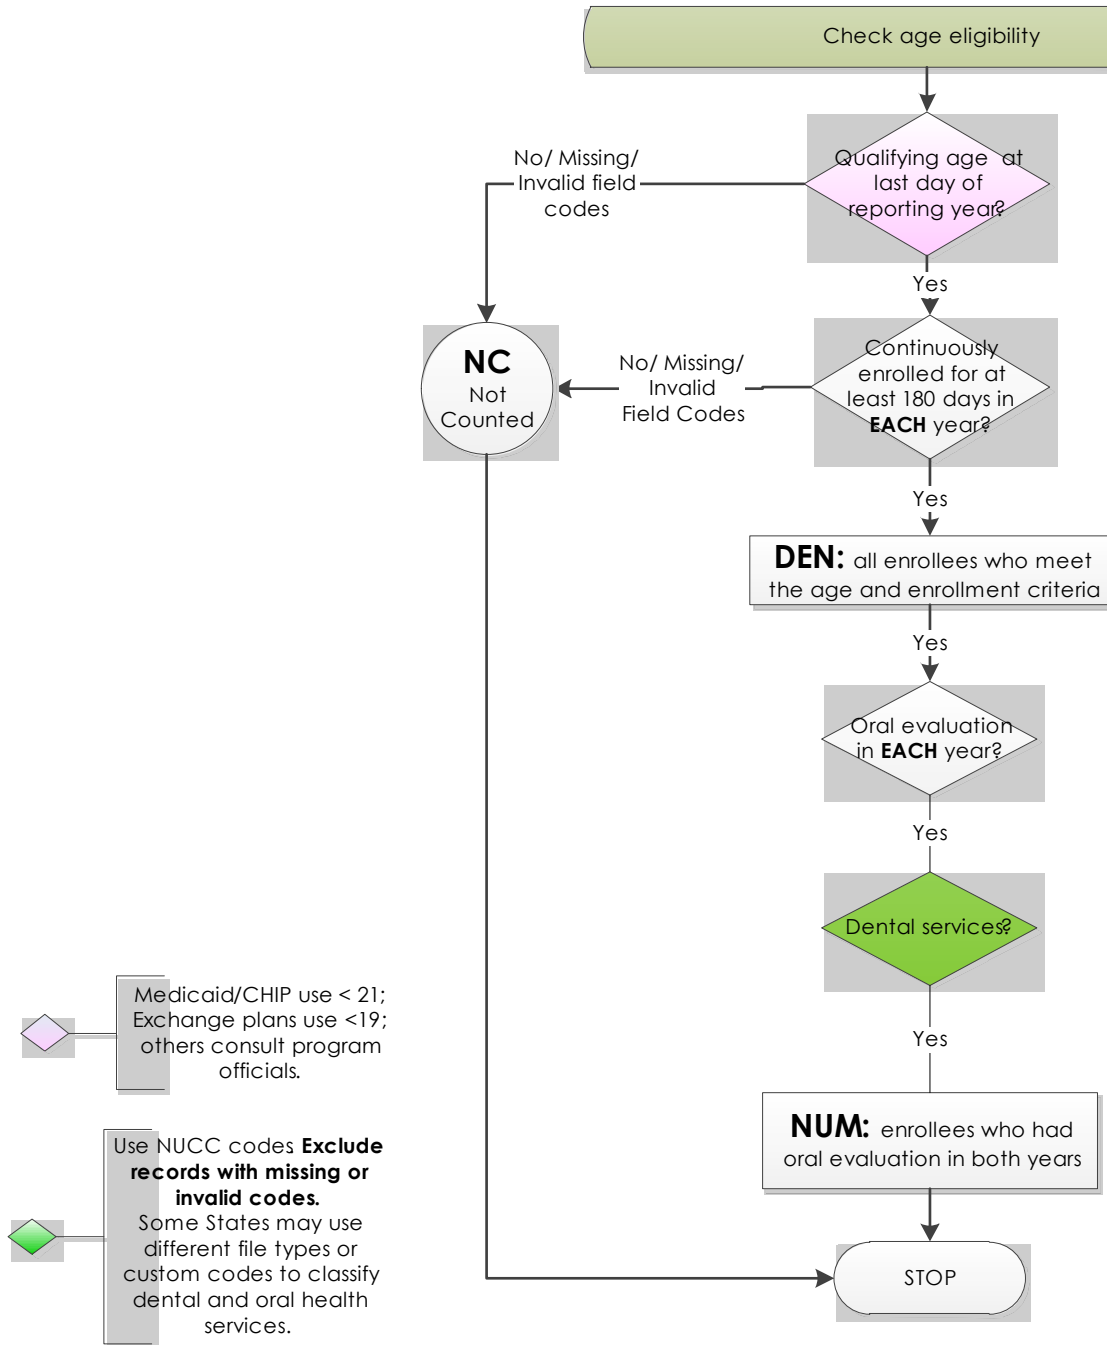 Check age eligibility
Qualifying age at
last day of
reporting year?
No/ Missing/
Invalid field
codes
Yes
Continuously
enrolled for at
least 180 days in
EACH year?
No/ Missing/
Invalid
Field Codes
NC
Not
Counted
Yes
DEN: all enrollees who meet
the age and enrollment criteria
Yes
Oral evaluation
in EACH year?
Yes
Dental services?
Yes
NUM: enrollees who had
oral evaluation in both years
STOP
Medicaid/CHIP use < 21;
Exchange plans use <19;
others consult program
officials.
Use NUCC codes. Exclude
records with missing or
invalid codes.
Some States may use
different file types or
custom codes to classify
dental and oral health
services.